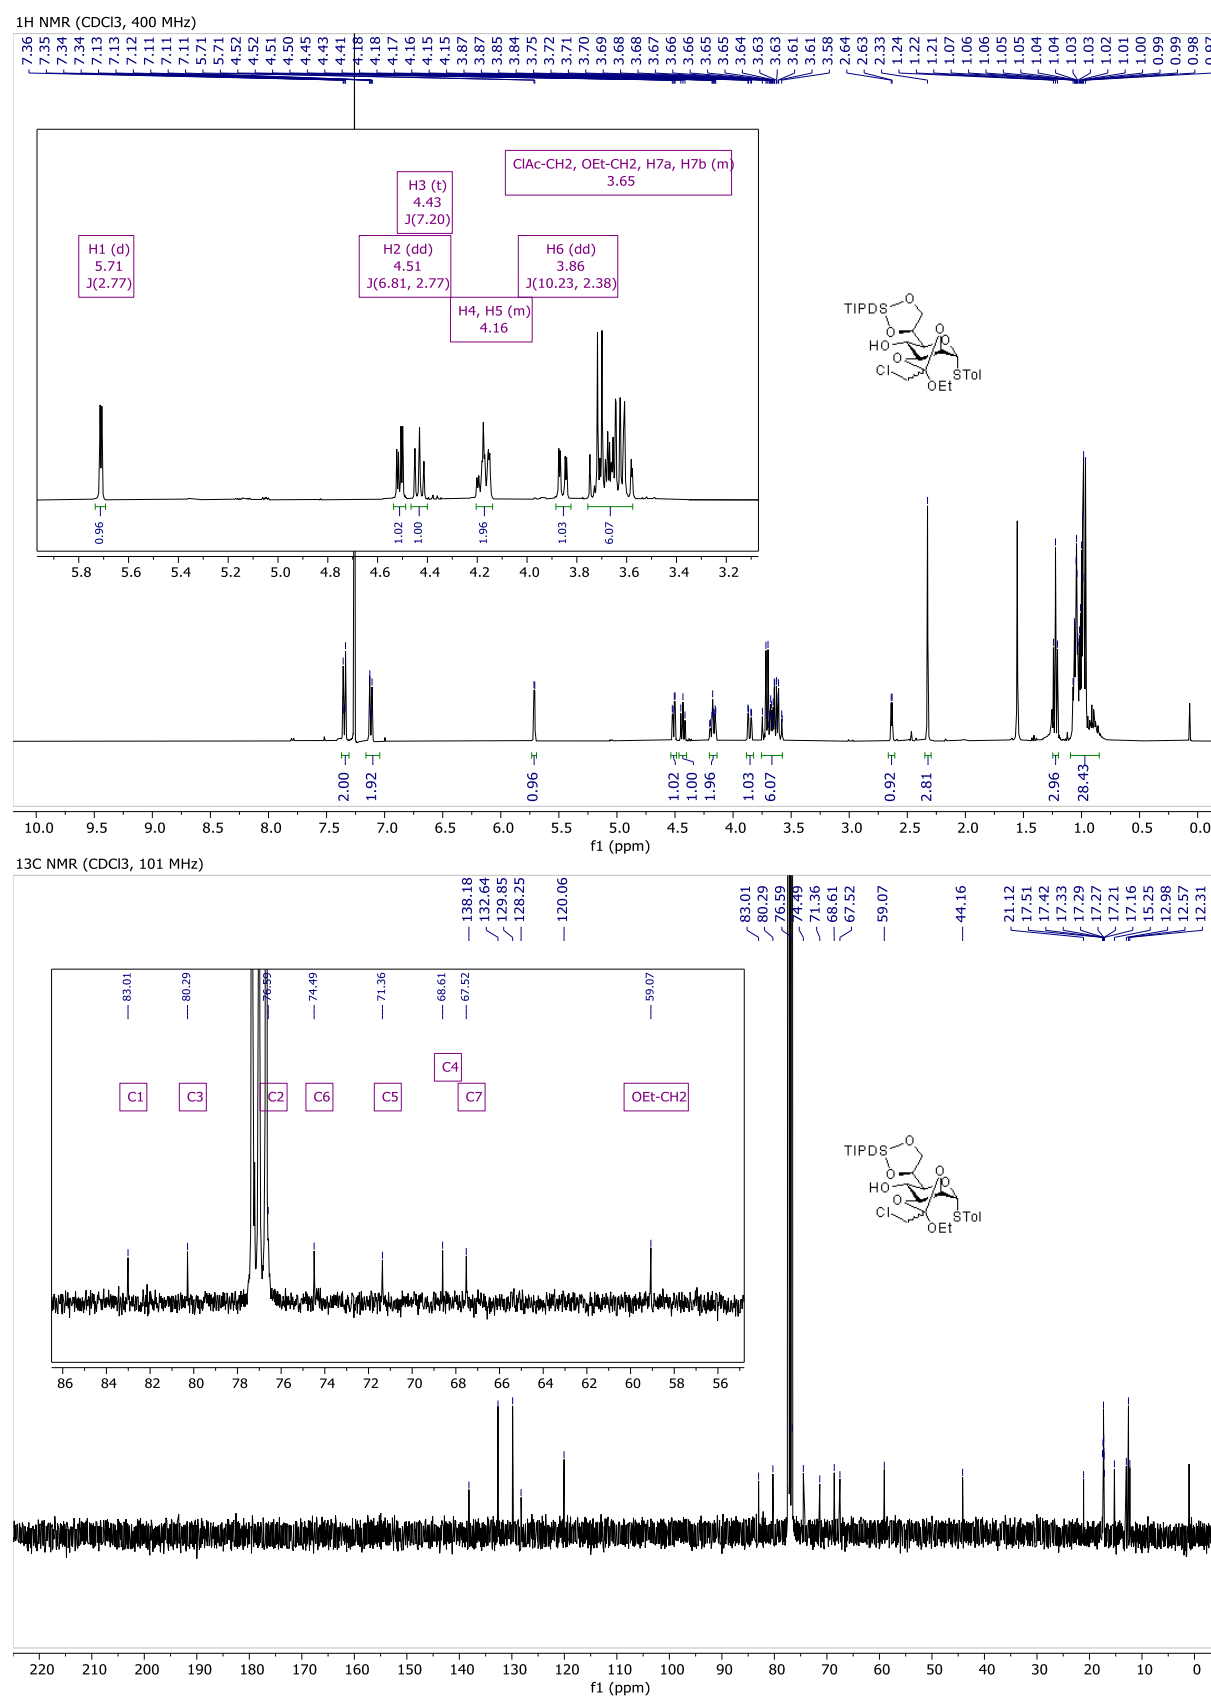 1H NMR (CDCl3, 400 MHz)
7.36 7.35 7.34 7.34 7.13 7.13 7.12 7.11 7.11 7.11 5.71 5.71 4.52 4.52 4.51 4.50 4.45 4.43 4.41 4.18 4.18 4.17 4.16 4.15 4.15 3.87 3.87 3.85 3.84 3.75 3.72 3.71 3.70 3.69 3.68 3.68 3.67 3.66 3.66 3.65 3.65 3.64 3.63 3.63 3.61 3.61 3.58 2.64 2.63 2.33 1.24 1.22 1.21 1.07 1.06 1.06 1.05 1.05 1.04 1.04 1.03 1.03 1.02 1.01 1.00 0.99 0.99 0.98 0.97
ClAc-CH2, OEt-CH2, H7a, H7b (m)
3.65
H3 (t)
4.43
J(7.20)
H1 (d)
5.71
J(2.77)
H2 (dd)
4.51
J(6.81, 2.77)
H6 (dd)
3.86
J(10.23, 2.38)
H4, H5 (m)
4.16
TIPDS
O
O
O
O
HO
O
Cl
STol
OEt
0.96 1.02 1.00 1.96 1.03 6.07
5.8 5.6 5.4 5.2 5.0 4.8 4.6 4.4 4.2 4.0 3.8 3.6 3.4 3.2
2.00 1.92 0.96 1.02 1.00 1.96 1.03 6.07 0.92 2.81 2.96 28.43
10.0 9.5 9.0 8.5 8.0 7.5 7.0 6.5 6.0 5.5 5.0 4.5 4.0 3.5 3.0 2.5 2.0 1.5 1.0 0.5 0.0
f1 (ppm)
13C NMR (CDCl3, 101 MHz)
138.18 132.64 129.85 128.25 120.06 83.01 80.29 76.59 74.49 71.36 68.61 67.52 59.07 44.16 21.12 17.51 17.42 17.33 17.29 17.27 17.21 17.16 15.25 12.98 12.57 12.31
83.01 80.29 76.59 74.49 71.36 68.61 67.52 59.07
C4
C1 C3 C2 C6 C5 C7 OEt-CH2
TIPDS
O
O
O
O
HO
O
Cl
STol
OEt
86 84 82 80 78 76 74 72 70 68 66 64 62 60 58 56
220 210 200 190 180 170 160 150 140 130 120 110 100 90 80 70 60 50 40 30 20 10 0
f1 (ppm)